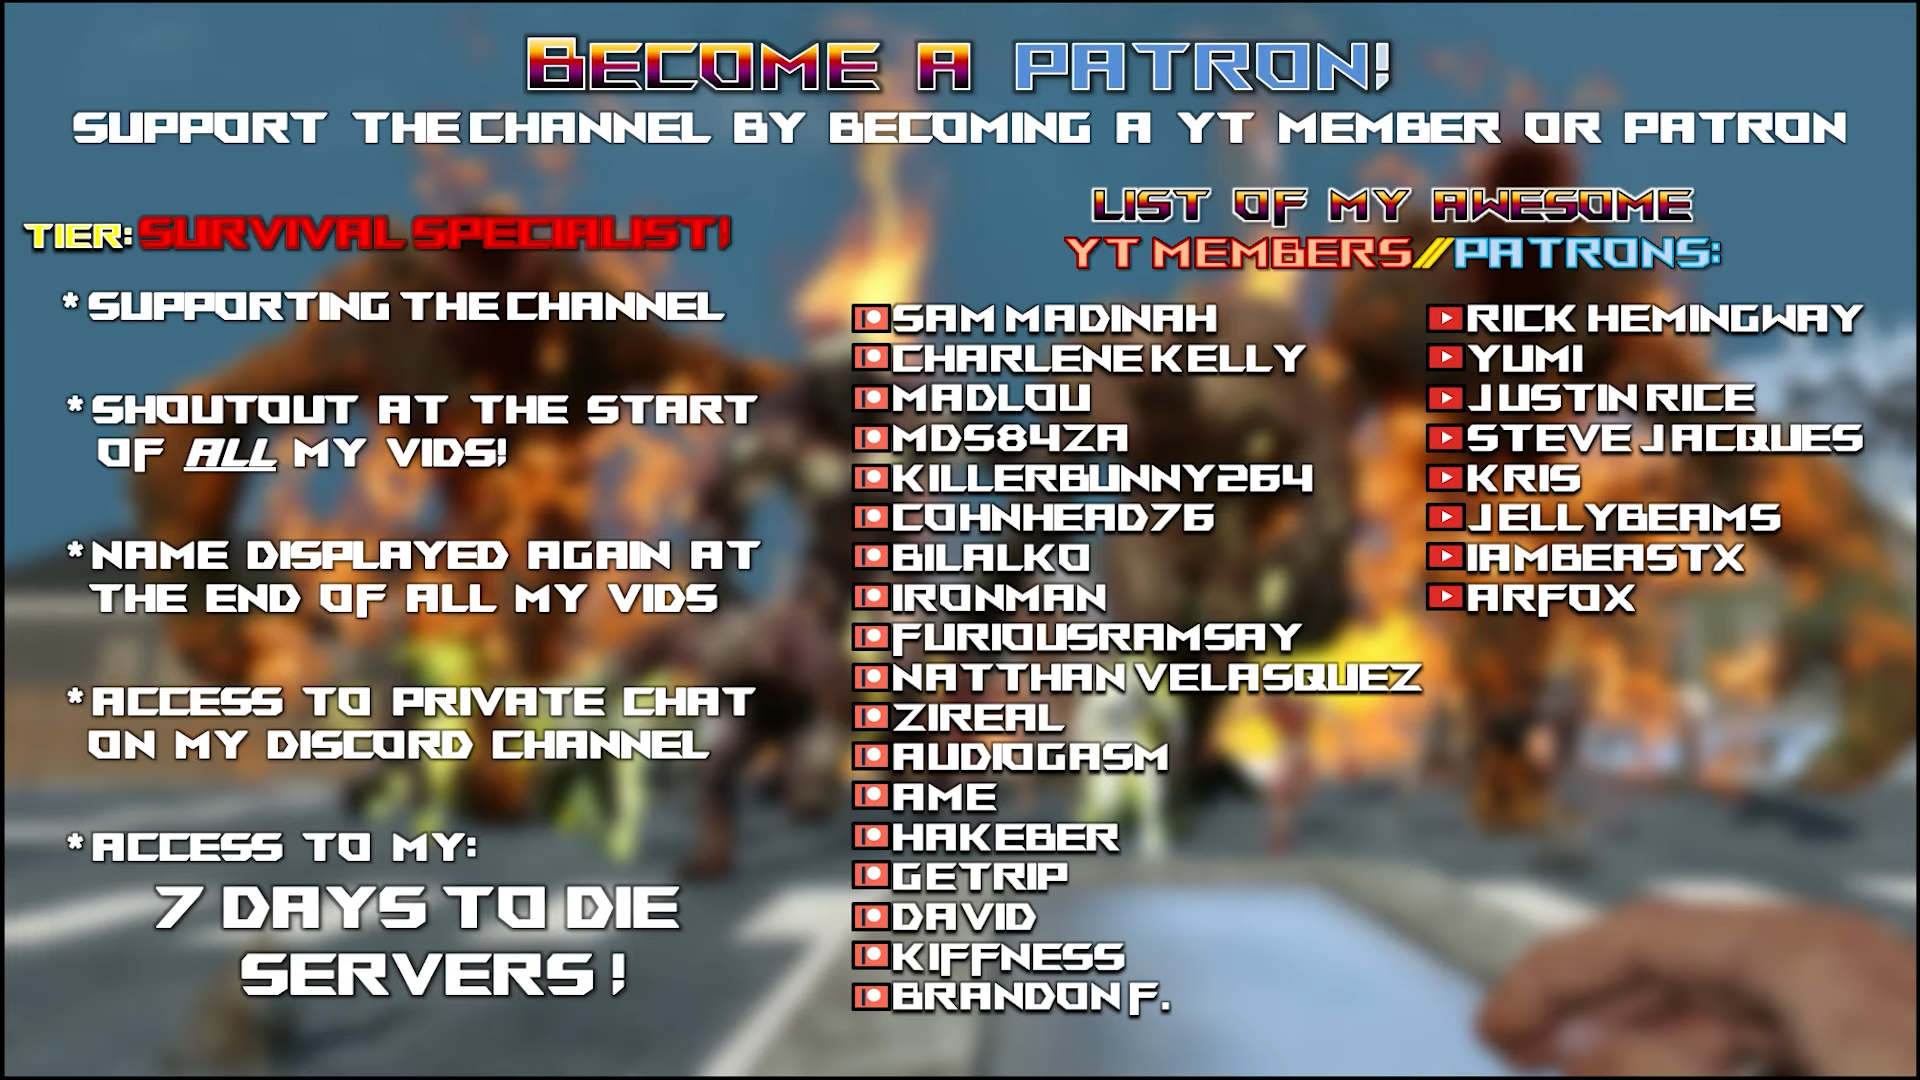 BECOME A PATRON!
SUPPORT THE CHANNEL BY BECOMING A YT MEMBER OR PATRON
TIER: SURVIVAL SPECIALIST!
* SUPPORTING THE CHANNEL
* SHOUTOUT AT THE START
OF ALL MY VIDS!
* NAME DISPLAYED AGAIN AT
THE END OF ALL MY VIDS
* ACCESS TO PRIVATE CHAT
ON MY DISCORD CHANNEL
* ACCESS TO MY:
7 DAYS TO DIE
SERVERS !
LIST OF MY AWESOME
YT MEMBERS//PATRONS:
SAM MADINAH
CHARLENE KELLY
MADLOU
MDS84ZA
KILLERBUNNY264
COHNHEAD76
BILALKO
IRONMAN
FURIOUSRAMSAY
NATTHAN VELASQUEZ
ZIREAL
AUDIOGASM
AME
HAKEBER
GETRIP
DAVID
KIFFNESS
BRANDON F.
RICK HEMINGWAY
YUMI
JUSTIN RICE
STEVE JACQUES
KRIS
JELLYBEAMS
IAMBEASTX
ARFOX